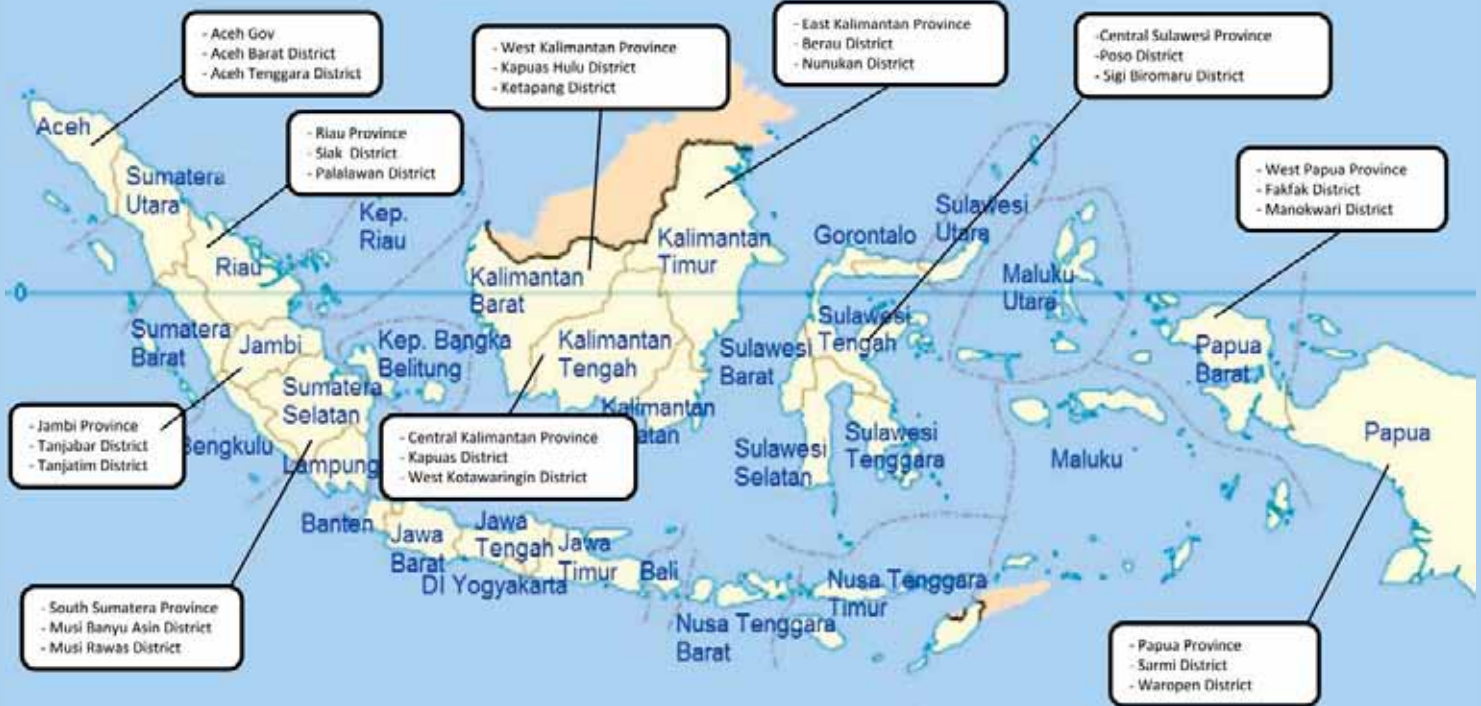 - Aceh Gov
- Aceh Barat District
- Aceh Tenggara District
- West Kalimantan Province
- Kapuas Hulu District
- Ketapang District
- East Kalimantan Province
- Berau District
- Nunukan District
-Central Sulawesi Province
-Poso District
- Sigi Biromaru District
- Riau Province
- Siak District
- Palalawan District
- West Papua Province
- Fakfak District
- Manokwari District
Aceh
Sumatera
Utara
Kep.
Riau
Riau
Kalimantan
Timur
Gorontalo
Sulawesi
Utara
Kalimantan
Barat
Maluku
Utara
0
Sumatera
Barat
Jambi
Kep. Bangka
Belitung
Kalimantan
Tengah
Sulawesi
Barat
Sulawesi
Tengah
Papua
Barat
Sumatera
Selatan
Kalimantan
atan
- Jambi Province
- Tanjabar District
- Tanjatim District
Bengkulu
Lampung
- Central Kalimantan Province
- Kapuas District
- West Kotawaringin District
Sulawesi
Selatan
Sulawesi
Tenggara
Maluku
Papua
Banten
Jawa
Barat
Jawa
Tengah
Jawa
Timur
DI Yogyakarta
Bali
Nusa Tenggara
Timur
Nusa Tenggara
Barat
- South Sumatera Province
- Musi Banyu Asin District
- Musi Rawas District
- Papua Province
- Sarmi District
- Waropen District